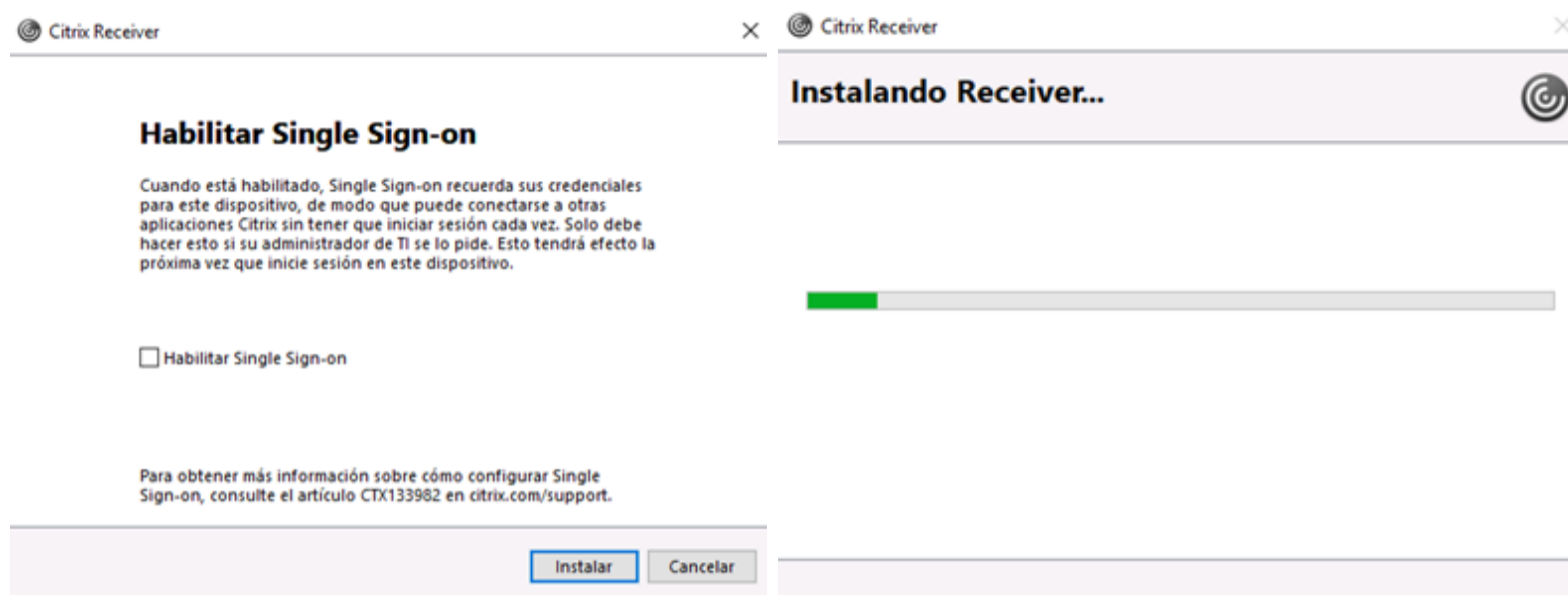 Citrix Receiver
Habilitar Single Sign-on
Cuando está habilitado, Single Sign-on recuerda sus credenciales
para este dispositivo, de modo que puede conectarse a otras
aplicaciones Citrix sin tener que iniciar sesión cada vez. Solo debe
hacer esto si su administrador de TI se lo pide. Esto tendrá efecto la
próxima vez que inicie sesión en este dispositivo.
Habilitar Single Sign-on
Para obtener más información sobre cómo configurar Single
Sign-on, consulte el artículo CTX133982 en citrix.com/support.
Instalar
Cancelar
Citrix Receiver
Instalando Receiver...